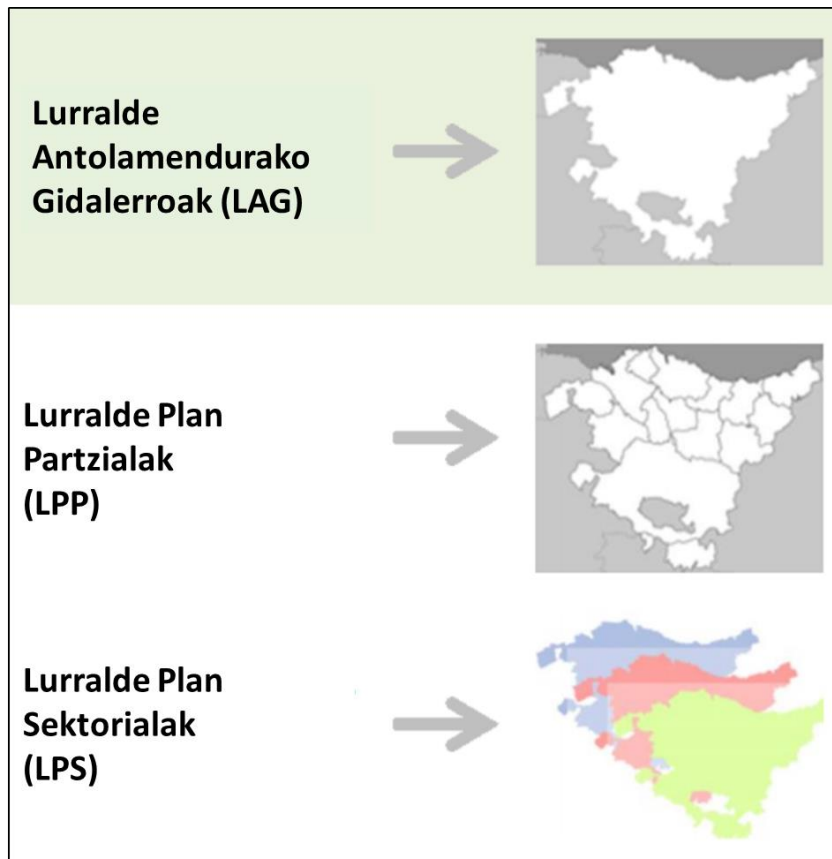 Lurralde
Antolamendurako
Gidalerroak (LAG)
Lurralde Plan
Partzialak
(LPP)
Lurralde Plan
Sektorialak
(LPS)